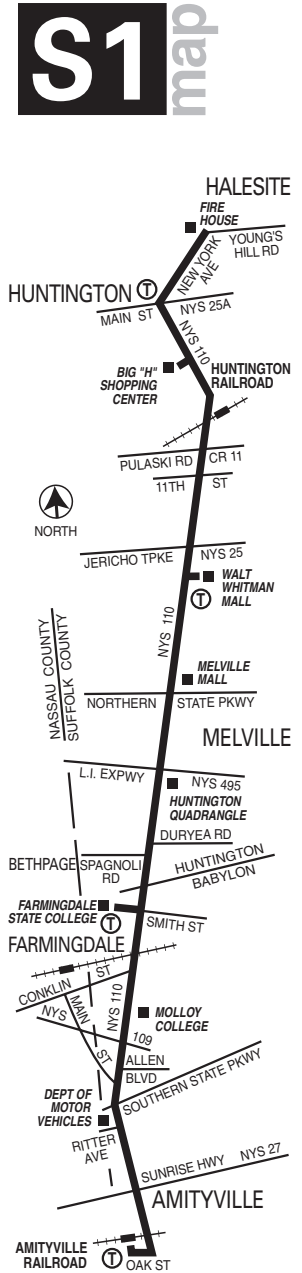 S1
map
HALESITE
FIRE
HOUSE
YOUNG'S
HILL RD
NEW YORK
AVE
HUNTINGTON T
MAIN ST
NYS 25A
NYS 110
BIG "H"
SHOPPING
CENTER
HUNTINGTON
RAILROAD
PULASKI RD
CR 11
11TH ST
NORTH
JERICHO TPKE
NYS 25
WALT
WHITMAN
MALL
T
NYS 110
MELVILLE
MALL
NASSAU COUNTY
SUFFOLK COUNTY
NORTHERN STATE PKWY
MELVILLE
L.I. EXPWY
NYS 495
HUNTINGTON
QUADRANGLE
DURYEA RD
BETHPAGE SPAGNOLI
RD
HUNTINGTON
BABYLON
FARMINGDALE
STATE COLLEGE
T
SMITH ST
FARMINGDALE
CONKLIN ST
NYS 109
MAIN ST
NYS 110
MOLLOY
COLLEGE
ALLEN
BLVD
SOUTHERN STATE PKWY
DEPT OF
MOTOR
VEHICLES
RITTER
AVE
SUNRISE HWY NYS 27
AMITYVILLE
AMITYVILLE
RAILROAD
T
OAK ST